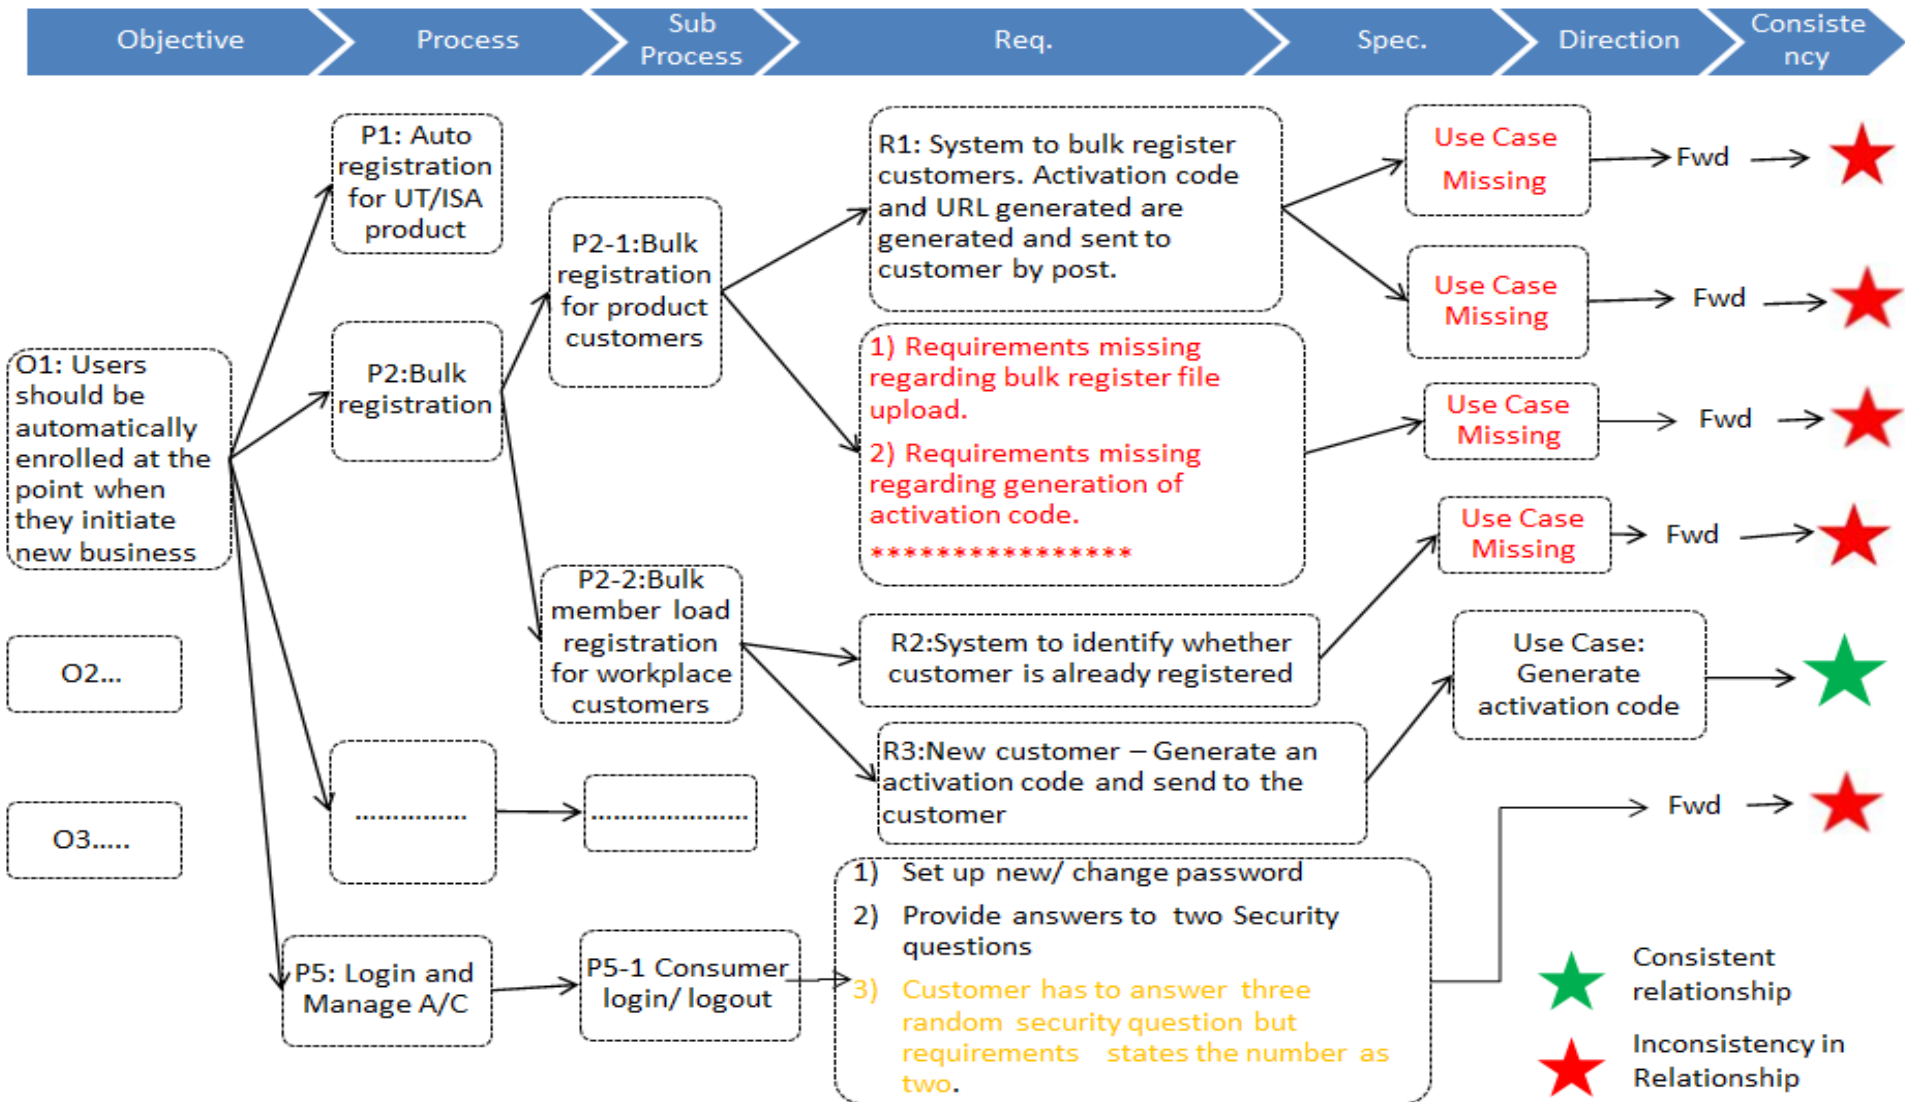 Objective
Process
Sub
Process
Req.
Spec.
Direction
Consiste
ncy
P1: Auto
registration
for UT/ISA
product
R1: System to bulk register
customers. Activation code
and URL generated are
generated and sent to
customer by post.
Use Case
Missing
Fwd
P2-1:Bulk
registration
for product
customers
Use Case
Missing
Fwd
O1: Users
should be
automatically
enrolled at the
point when
they initiate
new business
P2:Bulk
registration
1) Requirements missing
regarding bulk register file
upload.
2) Requirements missing
regarding generation of
activation code.
****************
Use Case
Missing
Fwd
Use Case
Missing
Fwd
P2-2:Bulk
member load
registration
for workplace
customers
R2:System to identify whether
customer is already registered
Use Case:
Generate
activation code
O2...
R3:New customer – Generate an
activation code and send to the
customer
O3.....
...............
.....................
Fwd
P5: Login and
Manage A/C
P5-1 Consumer
login/ logout
1) Set up new/ change password
2) Provide answers to two Security
questions
3) Customer has to answer three
random security question but
requirements states the number as
two.
Consistent
relationship
Inconsistency in
Relationship